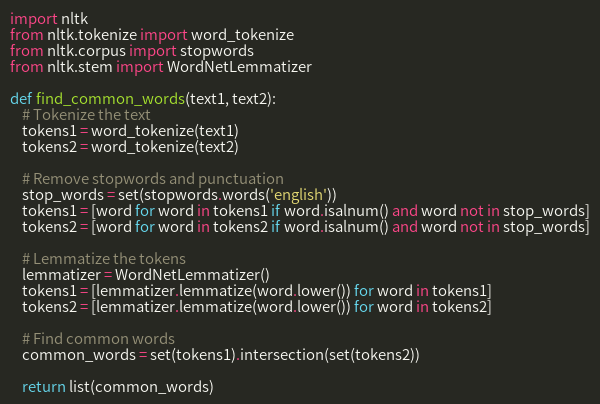 import nltk
from nltk.tokenize import word_tokenize
from nltk.corpus import stopwords
from nltk.stem import WordNetLemmatizer

def find_common_words(text1, text2):
    # Tokenize the text
    tokens1 = word_tokenize(text1)
    tokens2 = word_tokenize(text2)

    # Remove stopwords and punctuation
    stop_words = set(stopwords.words('english'))
    tokens1 = [word for word in tokens1 if word.isalnum() and word not in stop_words]
    tokens2 = [word for word in tokens2 if word.isalnum() and word not in stop_words]

    # Lemmatize the tokens
    lemmatizer = WordNetLemmatizer()
    tokens1 = [lemmatizer.lemmatize(word.lower()) for word in tokens1]
    tokens2 = [lemmatizer.lemmatize(word.lower()) for word in tokens2]

    # Find common words
    common_words = set(tokens1).intersection(set(tokens2))

    return list(common_words)